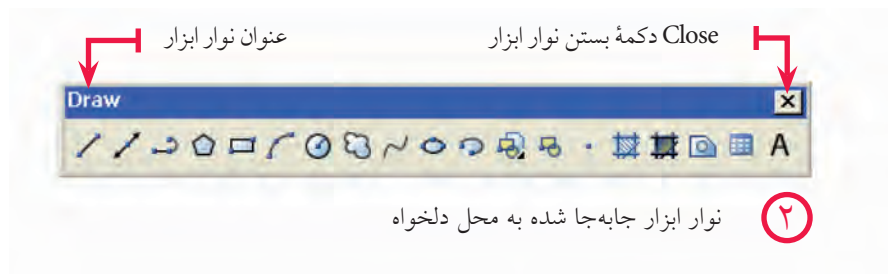 Close دکمهٔ بستن نوار ابزار
عنوان نوار ابزار
Draw
A
۲ نوار ابزار جابه‌جا شده به محل دلخواه